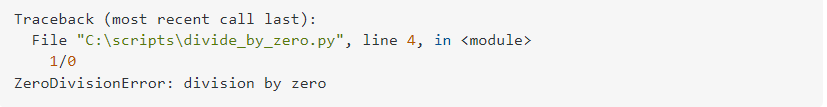 Traceback (most recent call last):
  File "C:\scripts\divide_by_zero.py", line 4, in <module>
    1/0
ZeroDivisionError: division by zero